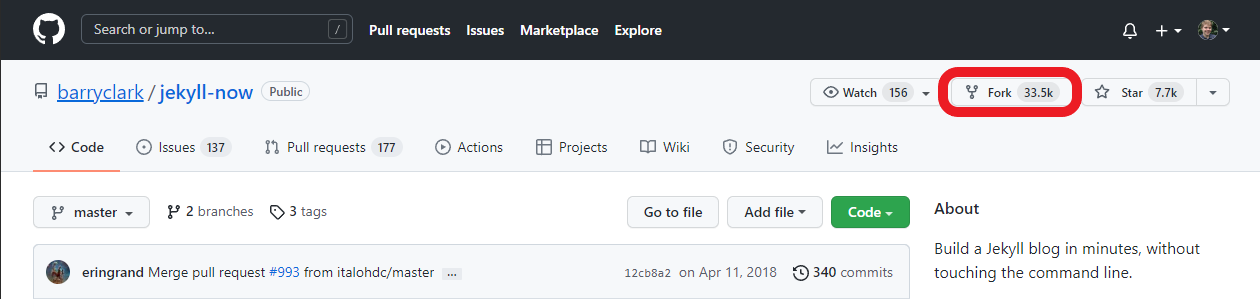 Search or jump to... / Pull requests Issues Marketplace Explore
barryclark / jekyll-now Public Watch 156 Fork 33.5k Star 7.7k
Code Issues 137 Pull requests 177 Actions Projects Wiki Security Insights
master 2 branches 3 tags Go to file Add file Code About
Build a Jekyll blog in minutes, without
touching the command line.
eringrand Merge pull request #993 from italohdc/master ... 12cb8a2 on Apr 11, 2018 340 commits